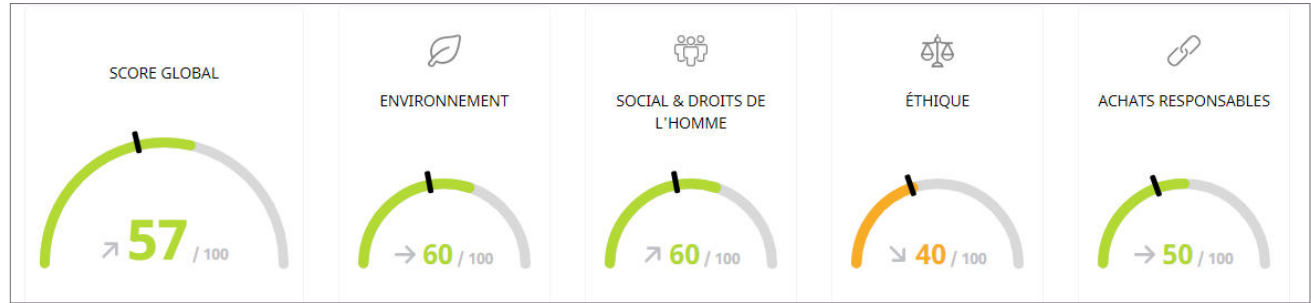 SCORE GLOBAL
57 / 100
ENVIRONNEMENT
60 / 100
SOCIAL & DROITS DE
L'HOMME
60 / 100
ÉTHIQUE
40 / 100
ACHATS RESPONSABLES
50 / 100